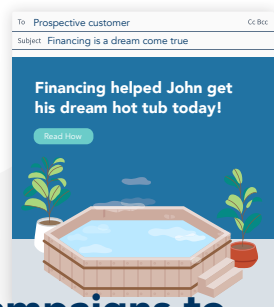 To Prospective customer Cc Bcc
Subject Financing is a dream come true
Financing helped John get
his dream hot tub today!
Read How